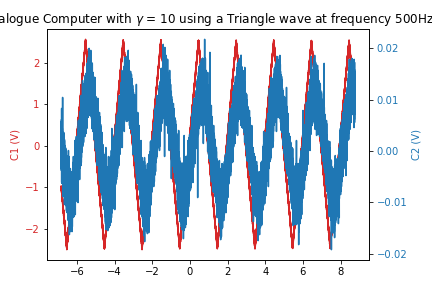 alogue Computer with γ = 10 using a Triangle wave at frequency 500Hz
C1 (V)
2
1
0
−1
−2
0.02
0.01
0.00
−0.01
−0.02
C2 (V)
−6 −4 −2 0 2 4 6 8